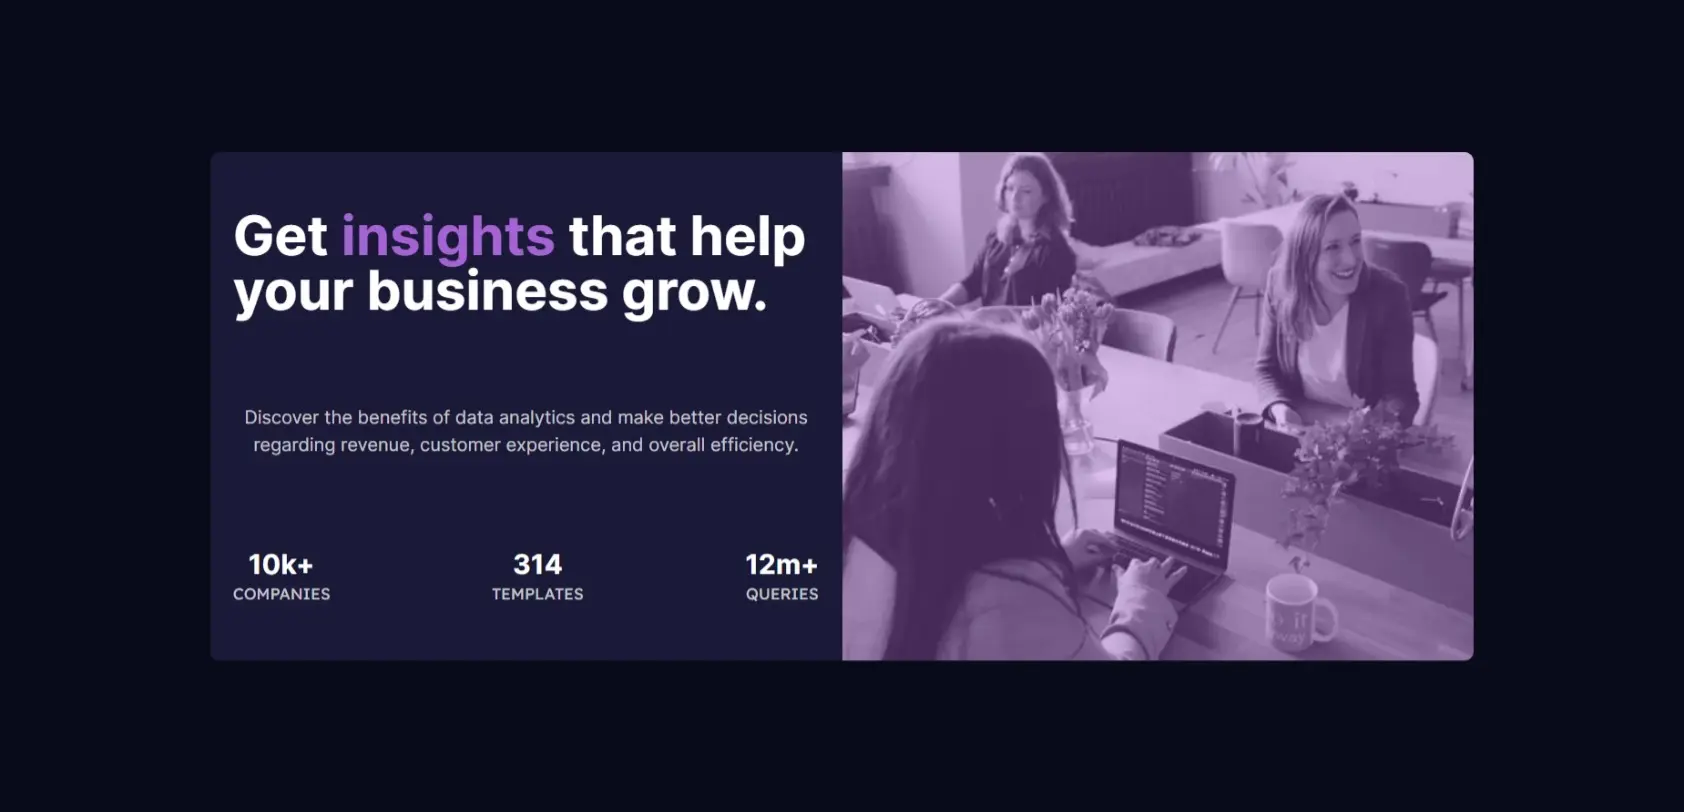 Get insights that help
your business grow.
Discover the benefits of data analytics and make better decisions
regarding revenue, customer experience, and overall efficiency.
10k+ 314 12m+
COMPANIES TEMPLATES QUERIES